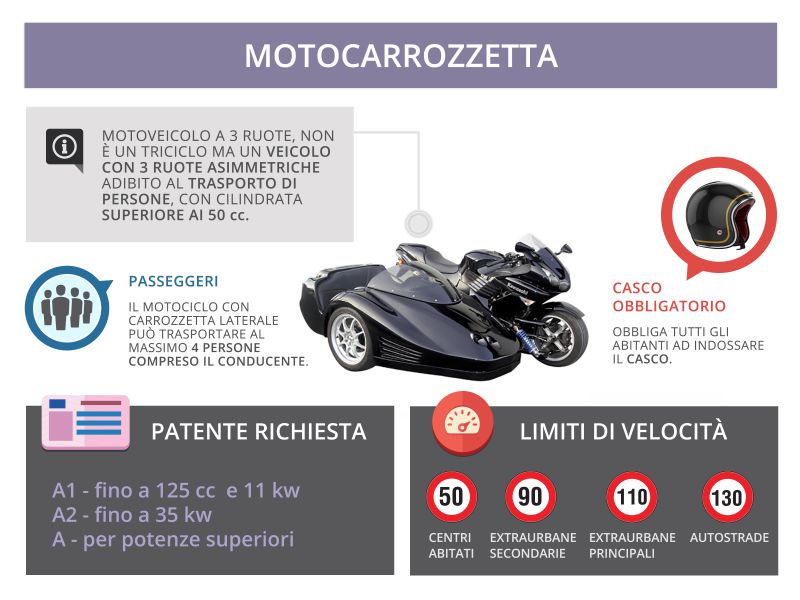 MOTOCARROZZETTA
MOTOVEICOLO A 3 RUOTE, NON
È UN TRICICLO MA UN VEICOLO
CON 3 RUOTE ASIMMETRICHE
ADIBITO AL TRASPORTO DI
PERSONE, CON CILINDRATA
SUPERIORE AI 50 cc.
PASSEGGERI
IL MOTOCICLO CON
CARROZZETTA LATERALE
PUÒ TRASPORTARE AL
MASSIMO 4 PERSONE
COMPRESO IL CONDUCENTE.
Kawasaki
CASCO
OBBLIGATORIO
OBBLIGA TUTTI GLI
ABITANTI AD INDOSSARE
IL CASCO.
PATENTE RICHIESTA
A1 - fino a 125 cc e 11 kw
A2 - fino a 35 kw
A - per potenze superiori
LIMITI DI VELOCITÀ
50
CENTRI
ABITATI
90
EXTRAURBANE
SECONDARIE
110
EXTRAURBANE
PRINCIPALI
130
AUTOSTRADE